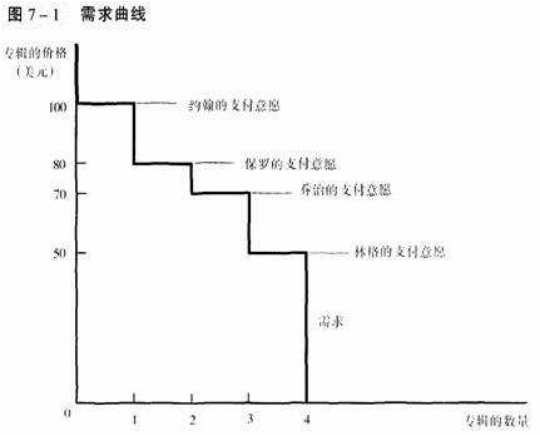 图 7-1 需求曲线
专辑的价格
(美元)
100
约翰的支付意愿
80
保罗的支付意愿
70
乔治的支付意愿
50
林格的支付意愿
需求
0
1
2
3
4
专辑的数量